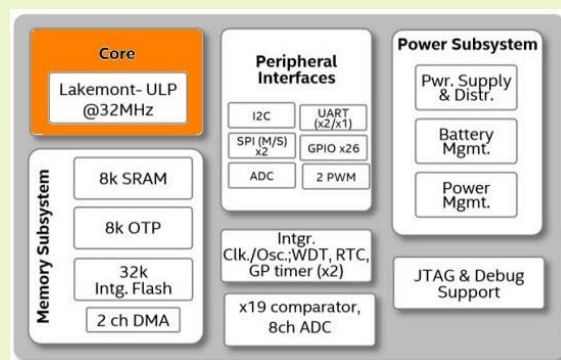 Core
Lakemont- ULP
@32MHz
Memory Subsystem
8k SRAM
8k OTP
32k
Intg. Flash
2 ch DMA
Peripheral
Interfaces
I2C
UART
(x2/x1)
SPI (M/S)
x2
GPIO x26
ADC
2 PWM
Intgr.
Clk./Osc.;WDT, RTC,
GP timer (x2)
x19 comparator,
8ch ADC
Power Subsystem
Pwr. Supply
& Distr.
Battery
Mgmt.
Power
Mgmt.
JTAG & Debug
Support